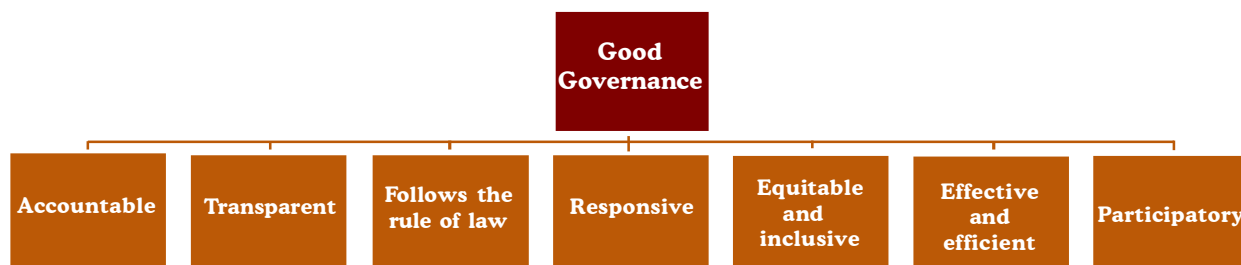 Good
Governance
Accountable
Transparent
Follows the
rule of law
Responsive
Equitable
and
inclusive
Effective
and
efficient
Participatory